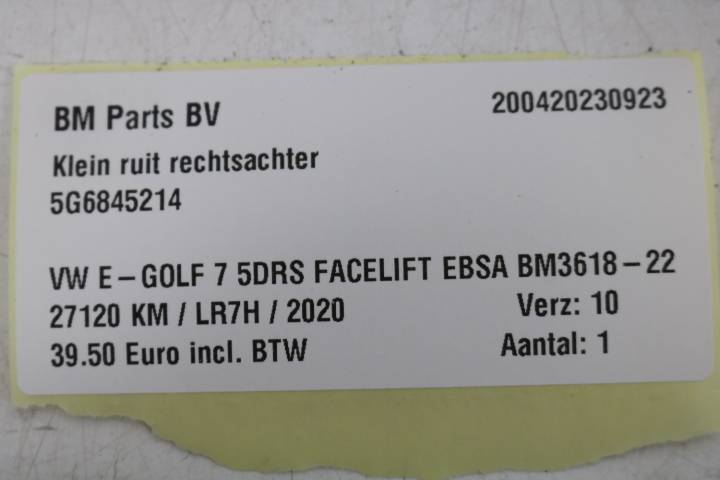 BM Parts BV 200420230923
Klein ruit rechtsachter
5G6845214
VW E-GOLF 7 5DRS FACELIFT EBSA BM3618-22
27120 KM / LR7H / 2020 Verz: 10
39.50 Euro incl. BTW Aantal: 1